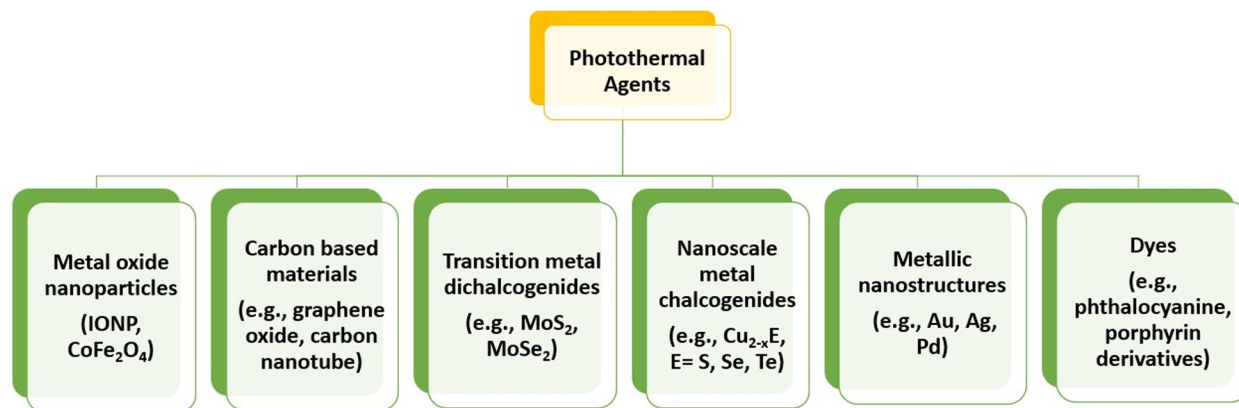 Photothermal
Agents
Metal oxide
nanoparticles
(IONP,
CoFe₂O₄)
Carbon based
materials
(e.g., graphene
oxide, carbon
nanotube)
Transition metal
dichalcogenides
(e.g., MoS₂,
MoSe₂)
Nanoscale
metal
chalcogenides
(e.g., Cu₂₋ₓE,
E= S, Se, Te)
Metallic
nanostructures
(e.g., Au, Ag,
Pd)
Dyes
(e.g.,
phthalocyanine,
porphyrin
derivatives)